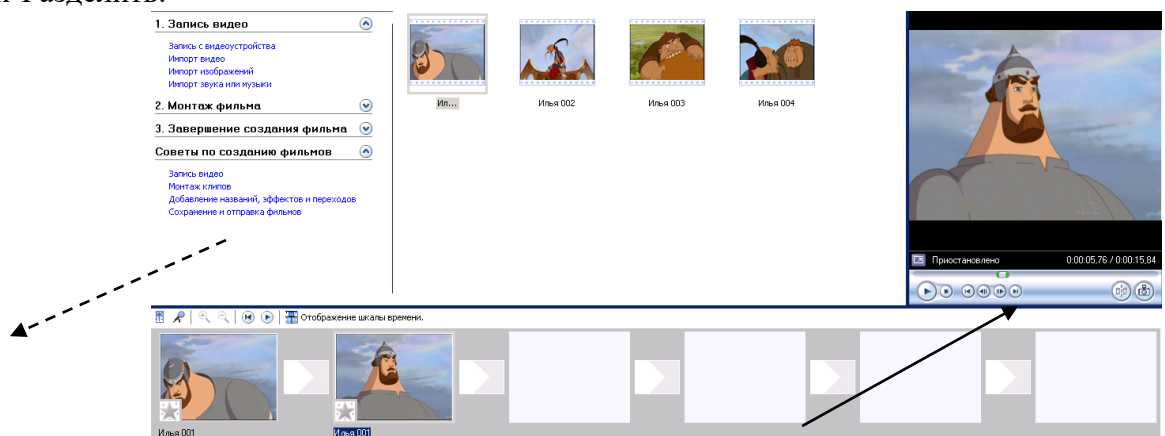 Разделить.
1. Запись видео
Запись с видеоустройства
Импорт видео
Импорт изображений
Импорт звука или музыки
2. Монтаж фильма
3. Завершение создания фильма
Советы по созданию фильмов
Запись видео
Монтаж клипов
Добавление названий, эффектов и переходов
Сохранение и отправка фильмов
Ил...
Илья 002
Илья 003
Илья 004
Приостановлено
0:00:05,76 / 0:00:15,84
Отображение шкалы времени.
Илья 001
Илья 001